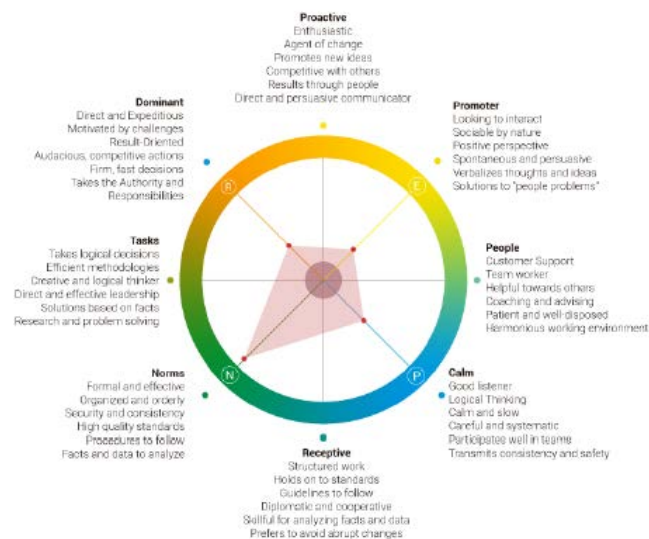 Proactive
Enthusiastic
Agent of change
Promotes new ideas
Competitive with others
Results through people
Direct and persuasive communicator
Dominant
Direct and Expeditious
Motivated by challenges
Result-Oriented
Audacious, competitive actions
Firm, fast decisions
Takes the Authority and
Responsibilities
Promoter
Looking to interact
Sociable by nature
Positive perspective
Spontaneous and persuasive
Verbalizes thoughts and ideas
Solutions to "people problems"
R
E
Tasks
Takes logical decisions
Efficient methodologies
Creative and logical thinker
Direct and effective leadership
Solutions based on facts
Research and problem solving
People
Customer Support
Team worker
Helpful towards others
Coaching and advising
Patient and well-disposed
Harmonious working environment
N
P
Norms
Formal and effective
Organized and orderly
Security and consistency
High quality standards
Procedures to follow
Facts and data to analyze
Calm
Good listener
Logical Thinking
Calm and slow
Careful and systematic
Participates well in teams
Transmits consistency and safety
Receptive
Structured work
Holds on to standards
Guidelines to follow
Diplomatic and cooperative
Skillful for analyzing facts and data
Prefers to avoid abrupt changes